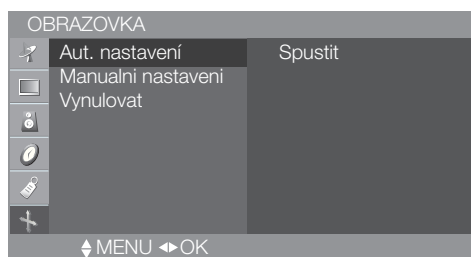 OBRAZOVKA
Aut. nastavení Spustit
Manualni nastaveni
Vynulovat
MENU OK